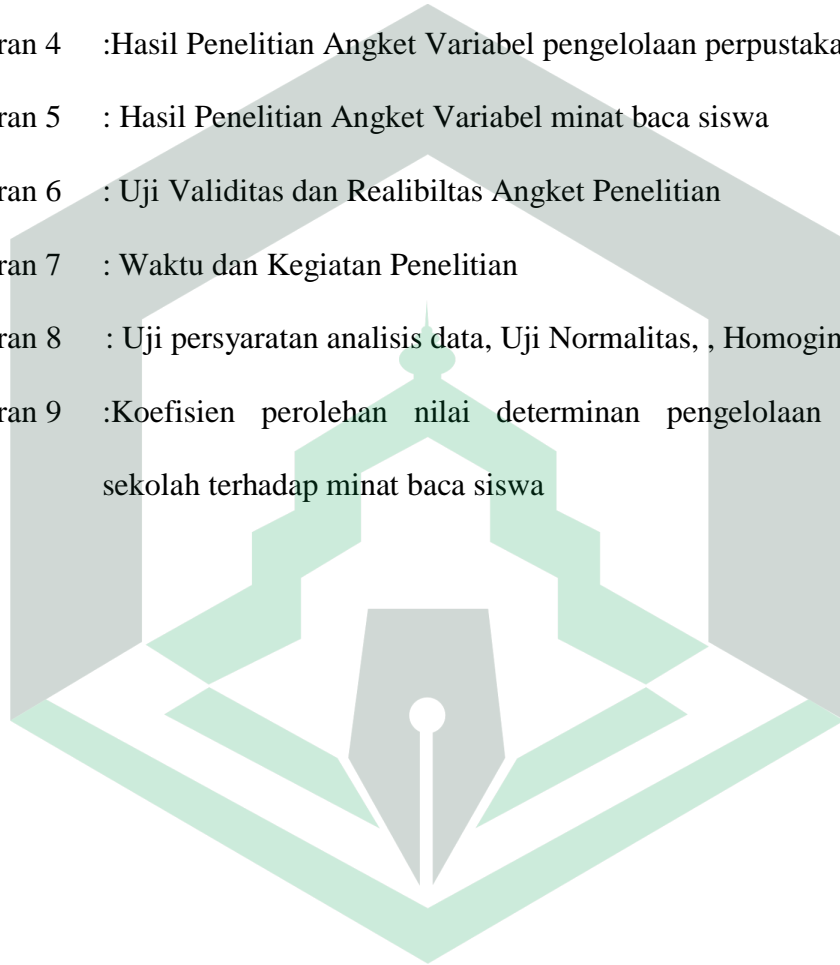 ran 4 :Hasil Penelitian Angket Variabel pengelolaan perpustaka
ran 5 : Hasil Penelitian Angket Variabel minat baca siswa
ran 6 : Uji Validitas dan Realibiltas Angket Penelitian
ran 7 : Waktu dan Kegiatan Penelitian
ran 8 : Uji persyaratan analisis data, Uji Normalitas, , Homogin
ran 9 :Koefisien perolehan nilai determinan pengelolaan
sekolah terhadap minat baca siswa